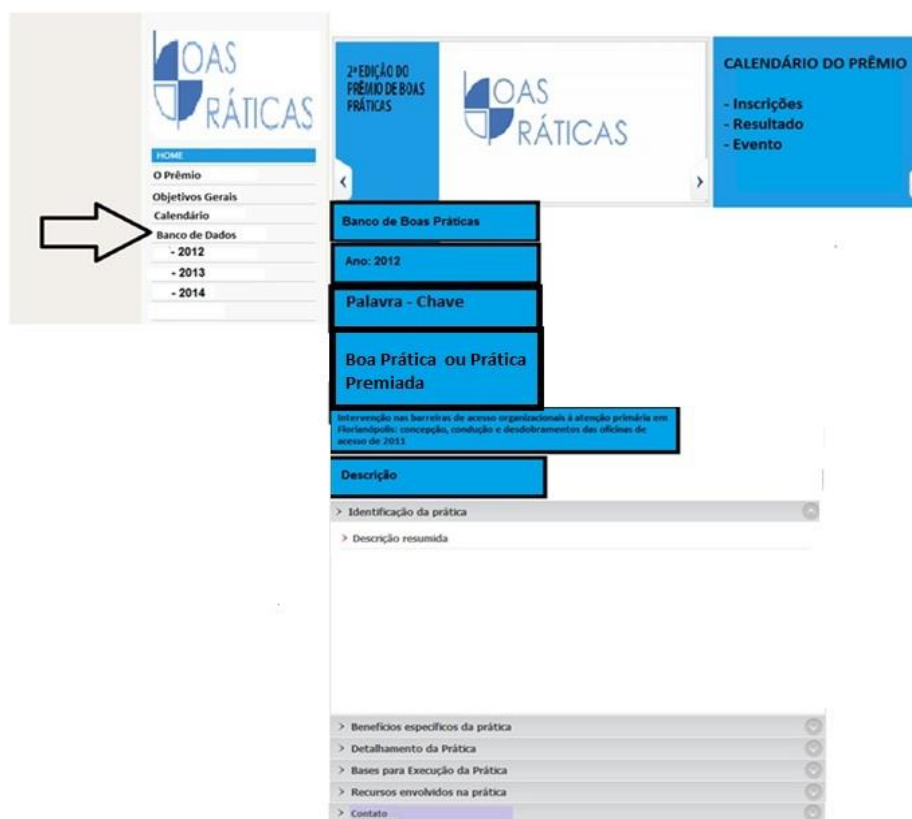 BOAS
PRÁTICAS
HOME
O Prêmio
Objetivos Gerais
Calendário
Banco de Dados
- 2012
- 2013
- 2014
2ª EDIÇÃO DO
PRÊMIO DE BOAS
PRÁTICAS
BOAS
PRÁTICAS
CALENDÁRIO DO PRÊMIO
- Inscrições
- Resultado
- Evento
Banco de Boas Práticas
Ano: 2012
Palavra - Chave
Boa Prática ou Prática
Premiada
Intervenção nas barreiras de acesso organizacionais à atenção primária em
Florianópolis: concepção, condução e desdobramentos das oficinas de
acesso de 2011
Descrição
> Identificação da prática
> Descrição resumida
> Benefícios específicos da prática
> Detalhamento da Prática
> Bases para Execução da Prática
> Recursos envolvidos na prática
> Contato